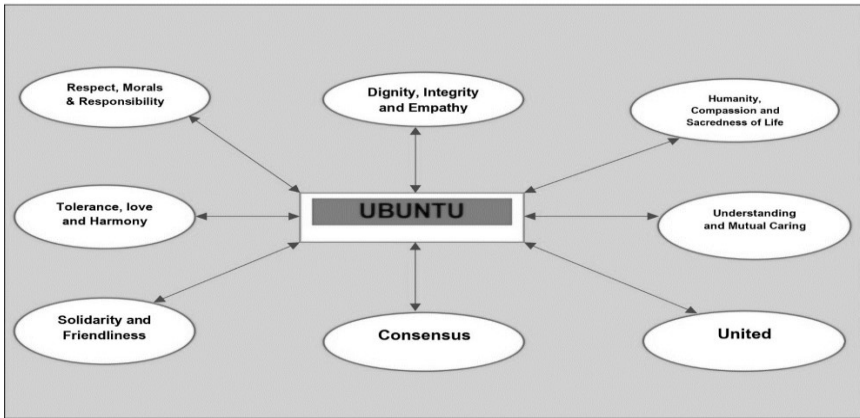 Respect, Morals
& Responsibility
Dignity, Integrity
and Empathy
Humanity,
Compassion and
Sacredness of Life
Tolerance, love
and Harmony
UBUNTU
Understanding
and Mutual Caring
Solidarity and
Friendliness
Consensus
United